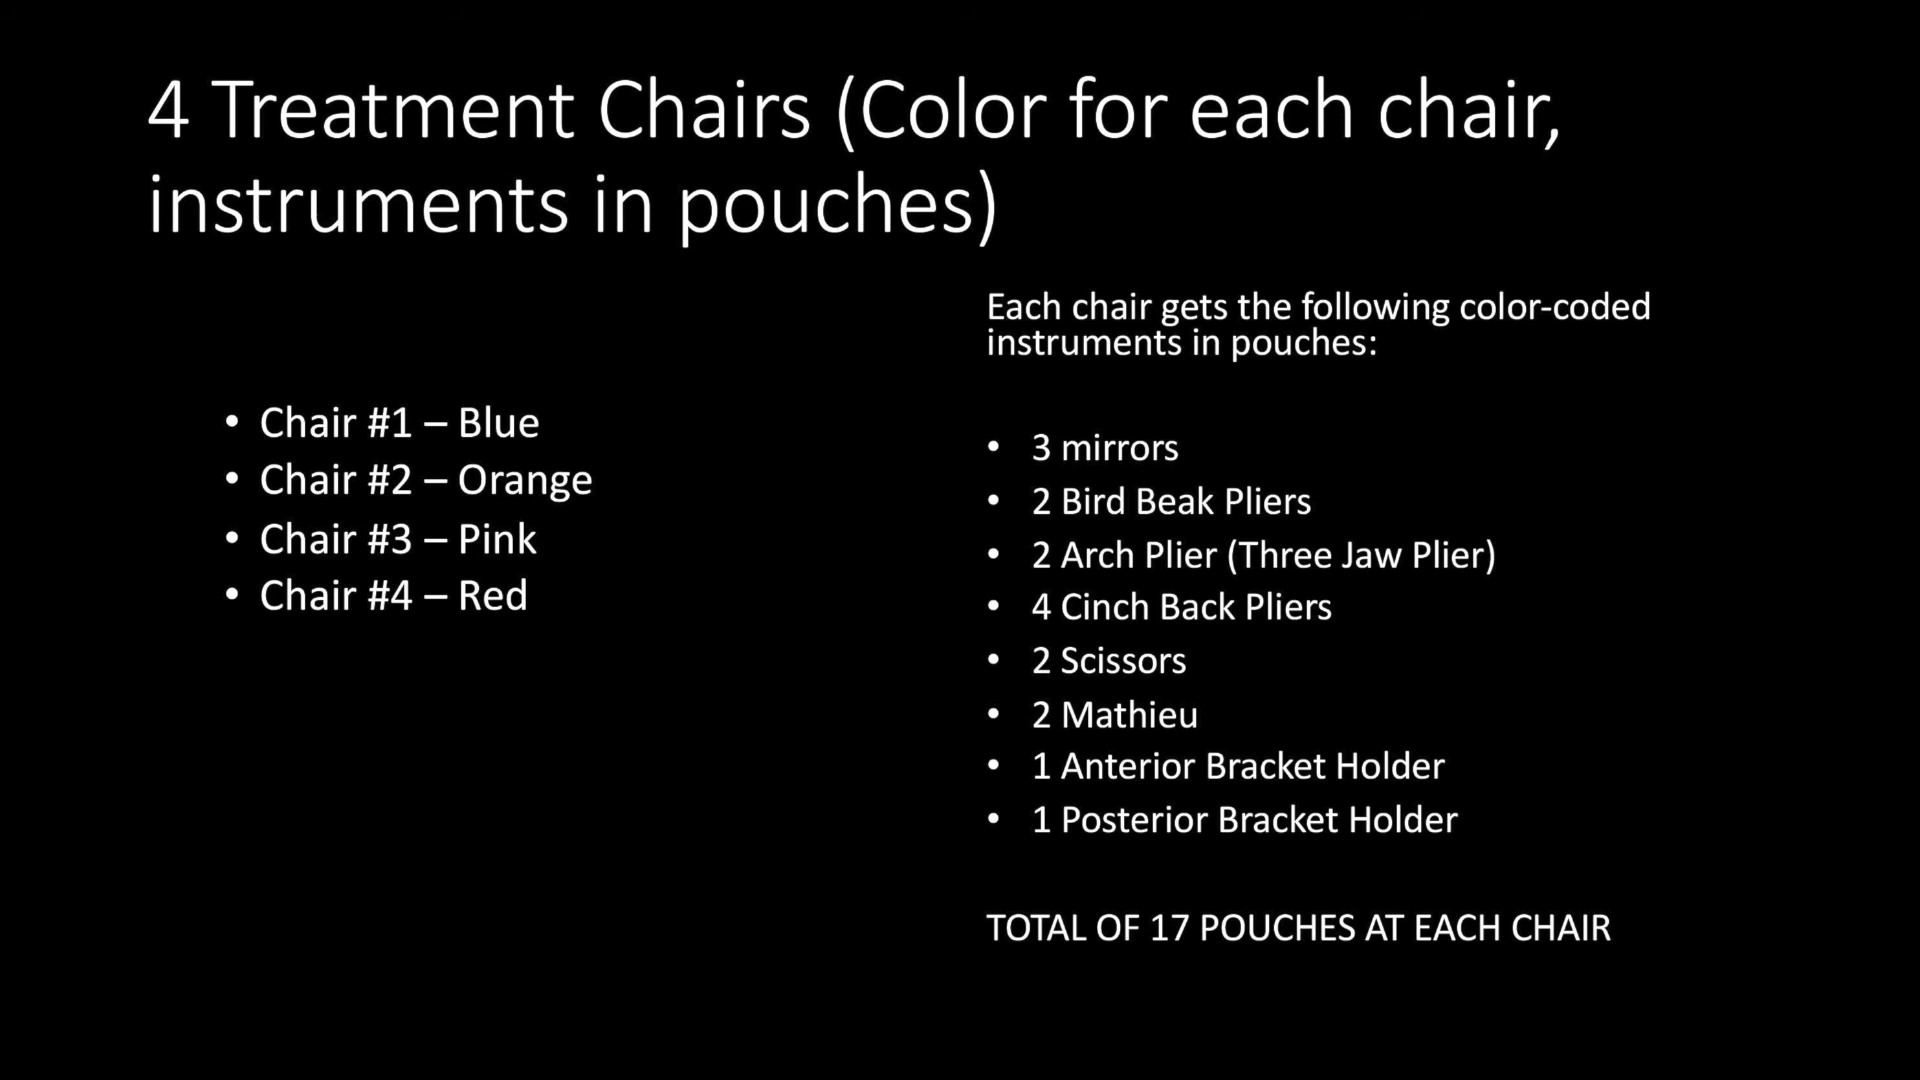 4 Treatment Chairs (Color for each chair,
instruments in pouches)
• Chair #1 – Blue
• Chair #2 – Orange
• Chair #3 – Pink
• Chair #4 – Red
Each chair gets the following color-coded
instruments in pouches:
• 3 mirrors
• 2 Bird Beak Pliers
• 2 Arch Plier (Three Jaw Plier)
• 4 Cinch Back Pliers
• 2 Scissors
• 2 Mathieu
• 1 Anterior Bracket Holder
• 1 Posterior Bracket Holder
TOTAL OF 17 POUCHES AT EACH CHAIR